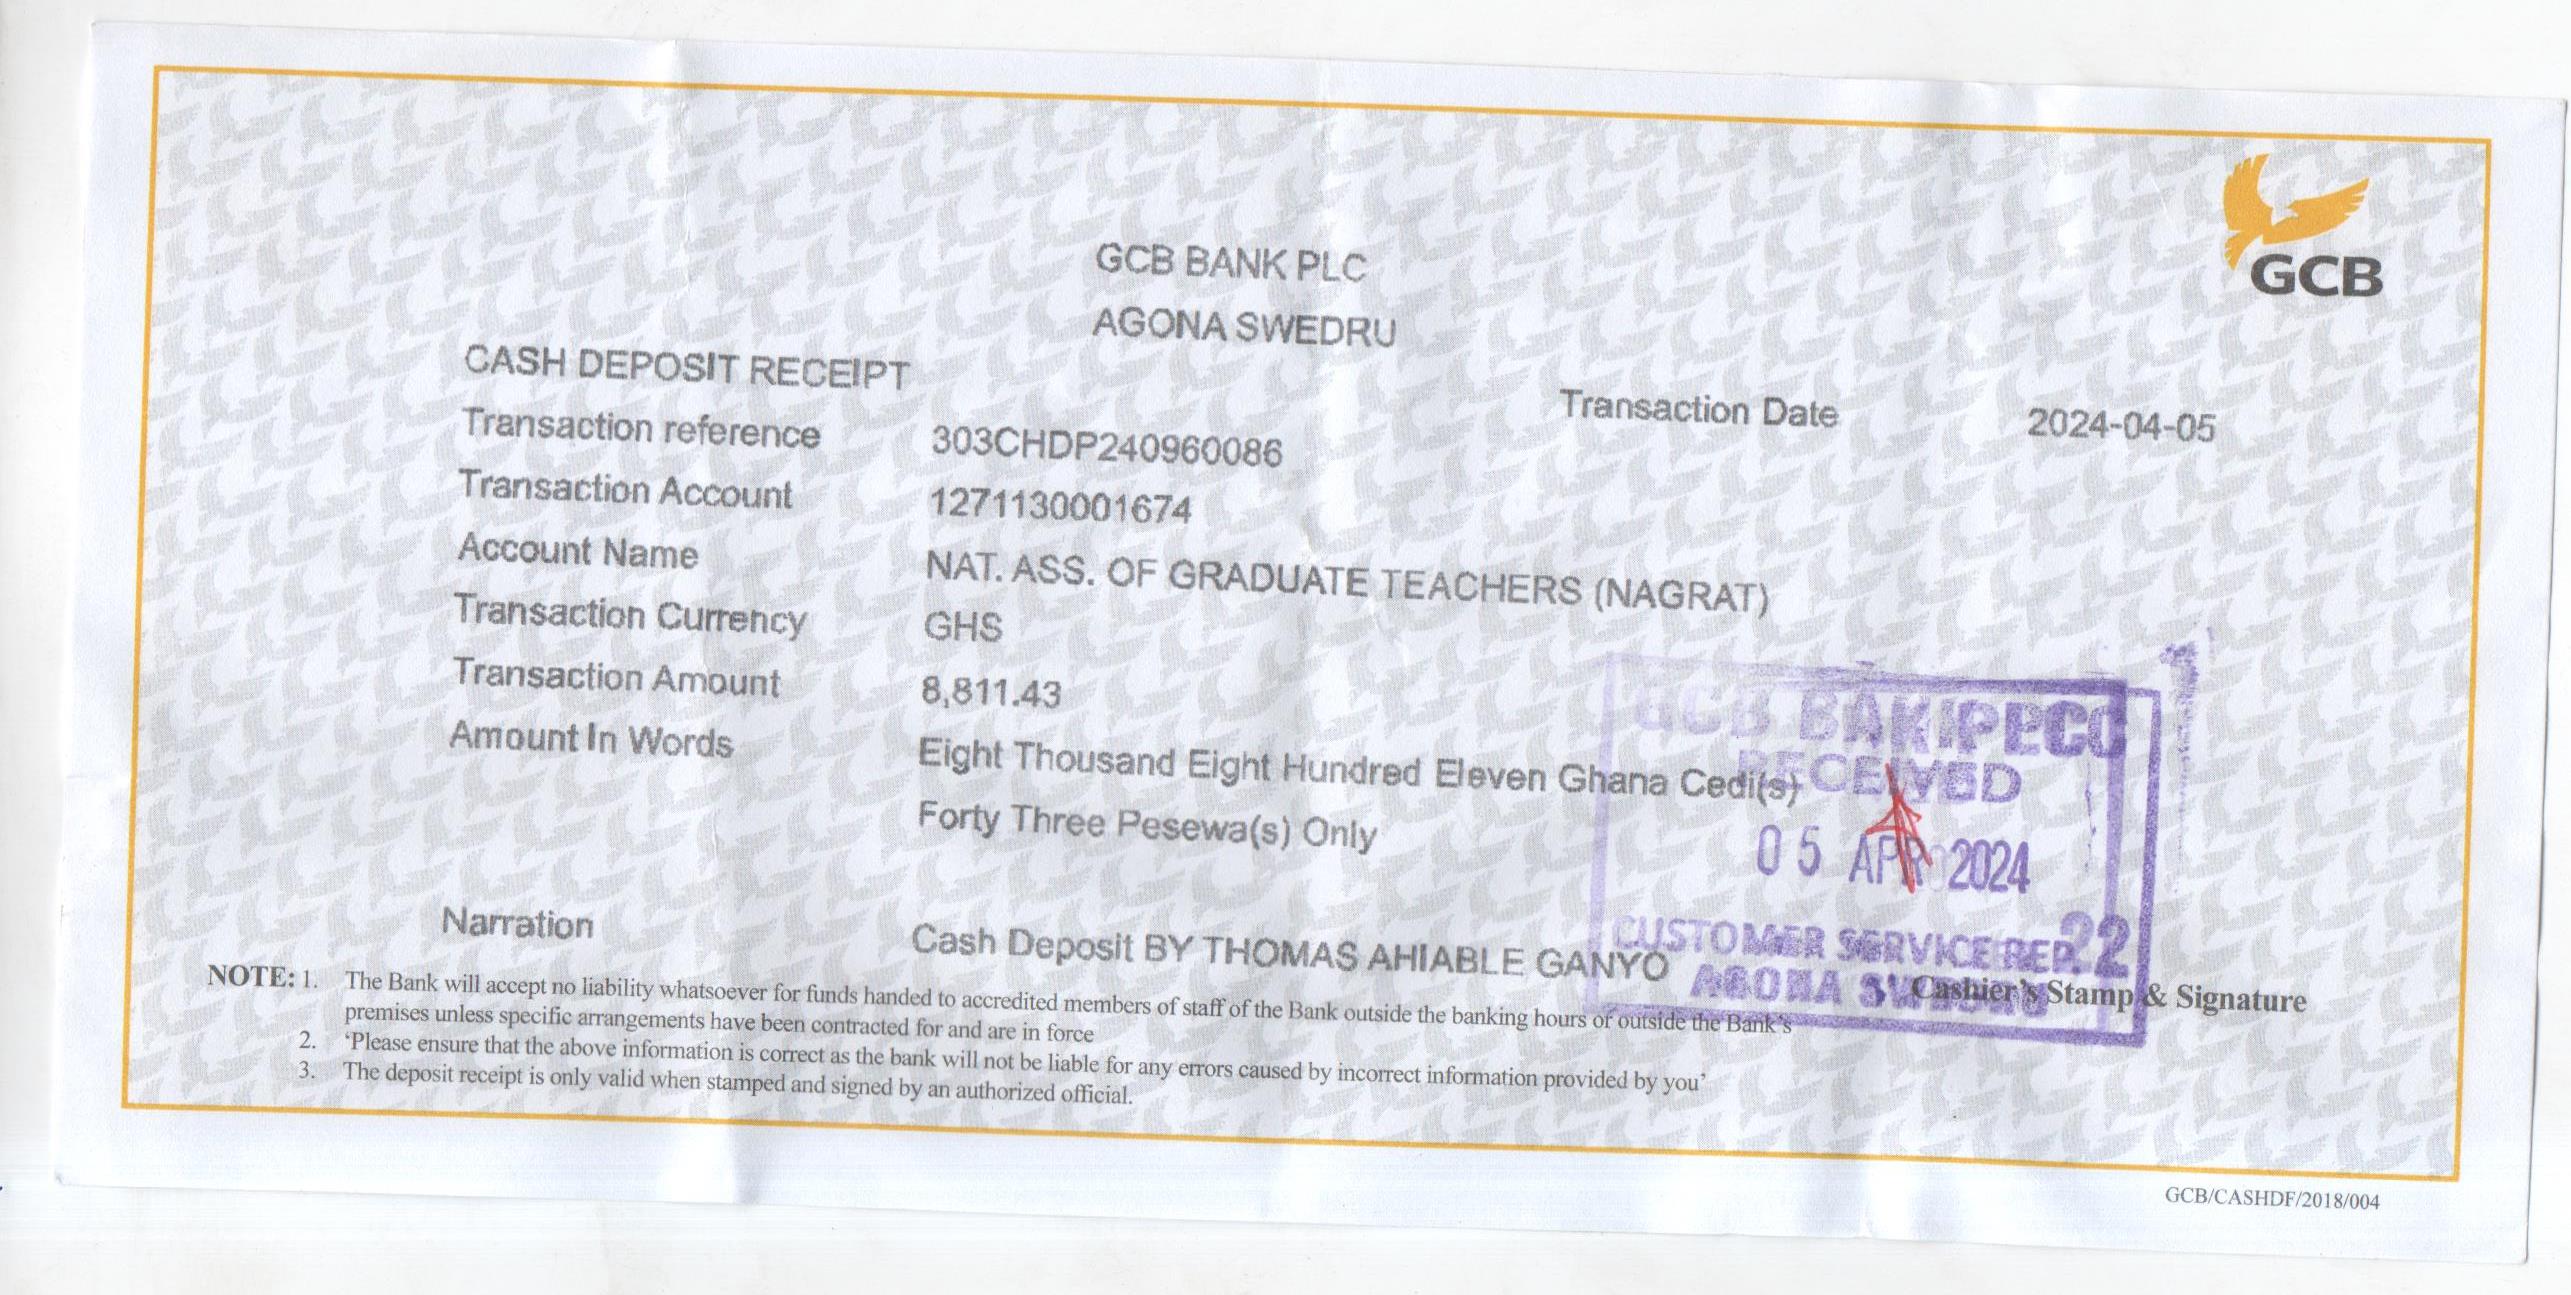 GCB
GCB BANK PLC
AGONA SWEDRU
CASH DEPOSIT RECEIPT
Transaction Date 2024-04-05
Transaction reference 303CHDP240960086
Transaction Account 1271130001674
Account Name NAT. ASS. OF GRADUATE TEACHERS (NAGRAT)
Transaction Currency GHS
Transaction Amount 8,811.43
Amount In Words Eight Thousand Eight Hundred Eleven Ghana Cedi(s)
Forty Three Pesewa(s) Only
GCB
RECEIVED
05 APR 2024
CUSTOMER SERVICE REP. 22
AGONA
Narration Cash Deposit BY THOMAS AHIABLE GANYO
Cashier's Stamp & Signature
NOTE: 1. The Bank will accept no liability whatsoever for funds handed to accredited members of staff of the Bank outside the banking hours or outside the Bank's
premises unless specific arrangements have been contracted for and are in force
2. ‘Please ensure that the above information is correct as the bank will not be liable for any errors caused by incorrect information provided by you’
3. The deposit receipt is only valid when stamped and signed by an authorized official.
GCB/CASHDF/2018/004